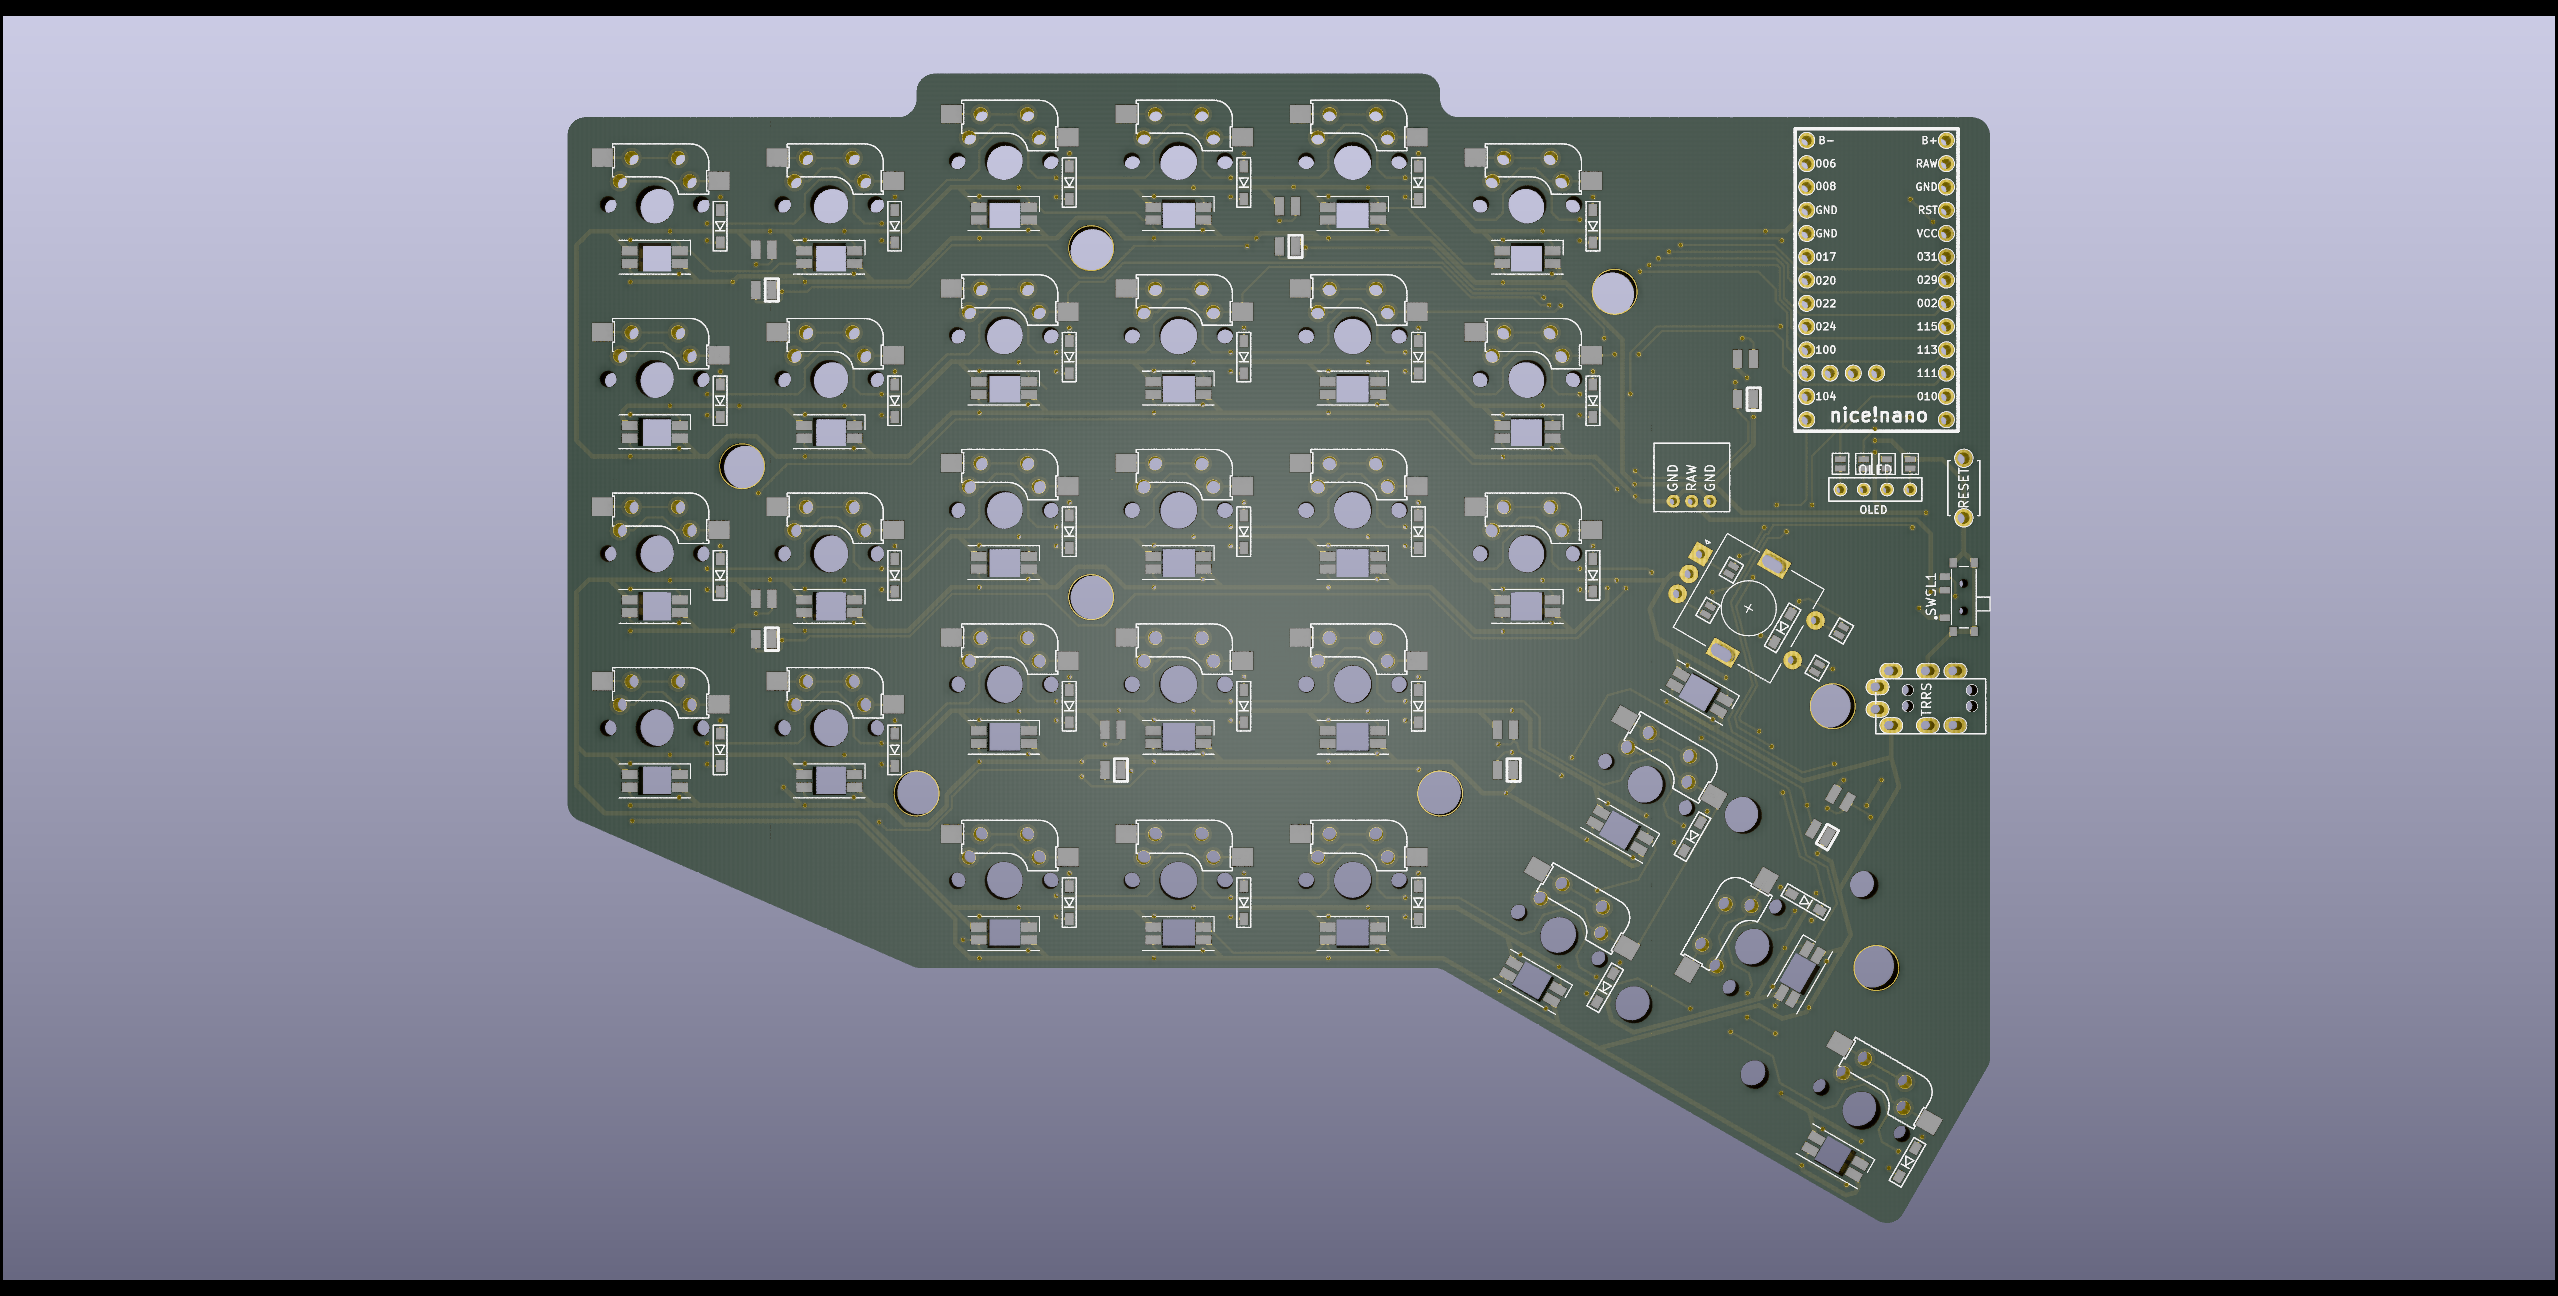 B- B+
006 RAW
008 GND
GND RST
GND VCC
017 031
020 029
022 002
024 115
100 113
111
104 010
nice!nano
GND RAW GND
OLED
OLED
RESET
SWSL1
TRRS